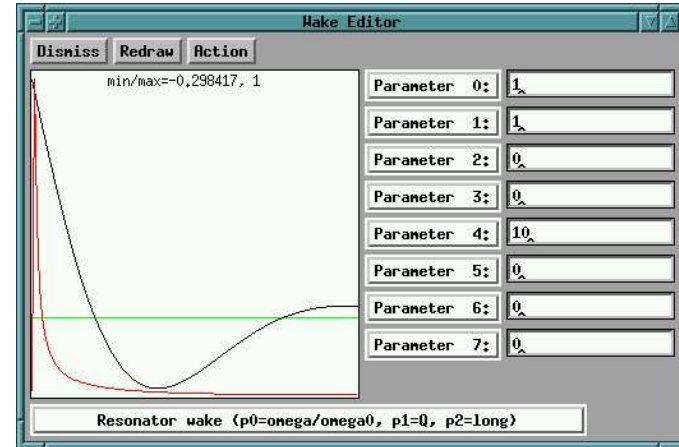 Wake Editor
Dismiss Redraw Action
min/max=-0.298417, 1
Parameter 0: 1
Parameter 1: 1
Parameter 2: 0
Parameter 3: 0
Parameter 4: 10
Parameter 5: 0
Parameter 6: 0
Parameter 7: 0
Resonator wake (p0=omega/omega0, p1=Q, p2=long)